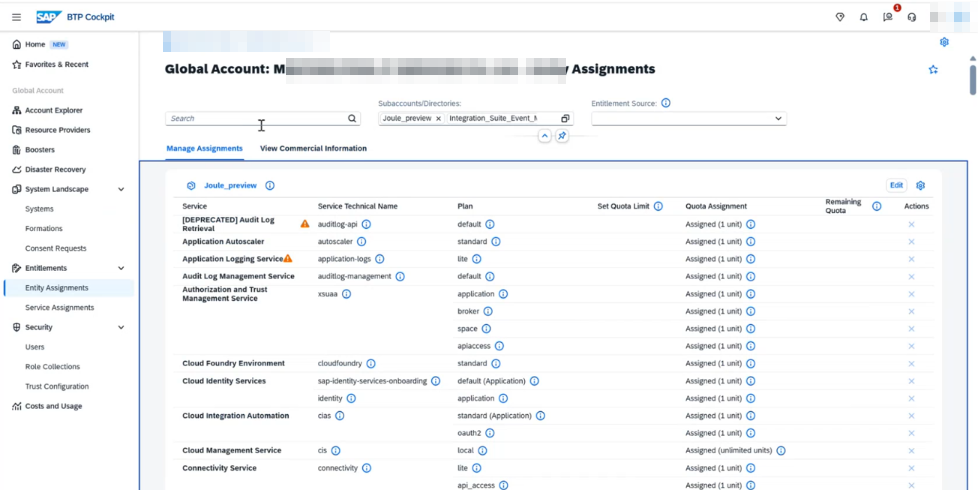 SAP BTP Cockpit
1
Home NEW
Favorites & Recent
Global Account
Account Explorer
Resource Providers
Boosters
Disaster Recovery
System Landscape
Systems
Formations
Consent Requests
Entitlements
Entity Assignments
Service Assignments
Security
Users
Role Collections
Trust Configuration
Costs and Usage
Global Account: M y Assignments
Subaccounts/Directories: Entitlement Source:
Search Joule_preview × Integration_Suite_Event_M
Manage Assignments View Commercial Information
Joule_preview Edit
Service Service Technical Name Plan Set Quota Limit Quota Assignment Remaining Quota Actions
[DEPRECATED] Audit Log Retrieval auditlog-api default Assigned (1 unit)
Application Autoscaler autoscaler standard Assigned (1 unit)
Application Logging Service application-logs lite Assigned (1 unit)
Audit Log Management Service auditlog-management default Assigned (1 unit)
Authorization and Trust Management Service xsuaa application Assigned (1 unit)
broker Assigned (1 unit)
space Assigned (1 unit)
apiaccess Assigned (1 unit)
Cloud Foundry Environment cloudfoundry standard Assigned (1 unit)
Cloud Identity Services sap-identity-services-onboarding default (Application) Assigned (1 unit)
identity application Assigned (1 unit)
Cloud Integration Automation cias standard (Application) Assigned (1 unit)
oauth2 Assigned (1 unit)
Cloud Management Service cis local Assigned (unlimited units)
Connectivity Service connectivity lite Assigned (1 unit)
api_access Assigned (1 unit)